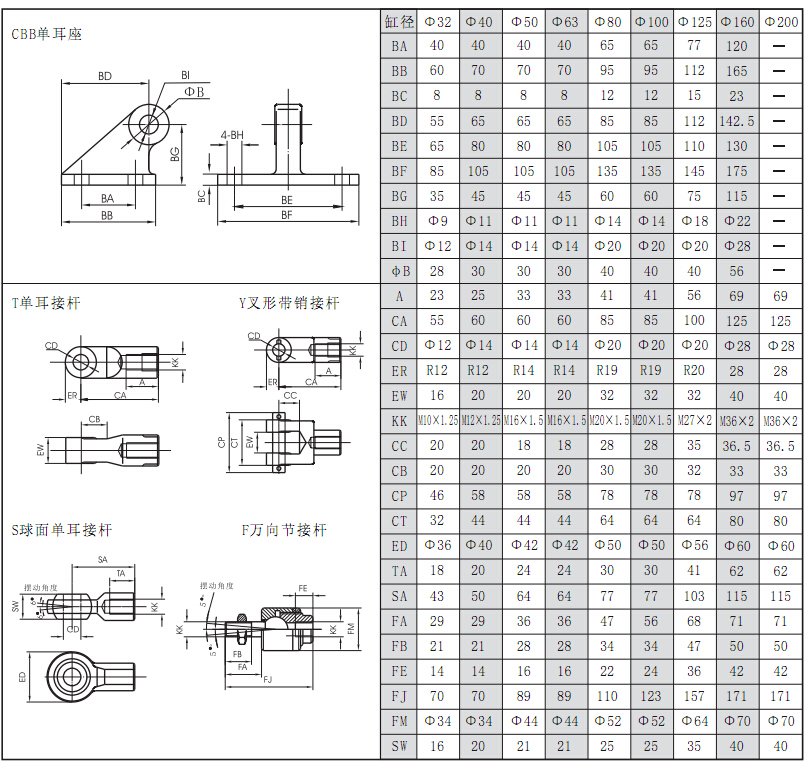 CBB单耳座
BD
BI
ΦB
4-BH
BG
BC
BA
BB
BE
BF
T单耳接杆
Y叉形带销接杆
CD
KK
A
ER
CA
CB
EW
CD
KK
A
ER
CA
CC
CP
CT
EW
S球面单耳接杆
F万向节接杆
SA
TA
摆动角度
SW
6°
6°
KK
CD
ED
摆动角度
5°
5°
FE
KK
KK
FM
FB
FA
FJ
缸径 Φ32 Φ40 Φ50 Φ63 Φ80 Φ100 Φ125 Φ160 Φ200
BA 40 40 40 40 65 65 77 120 —
BB 60 70 70 70 95 95 112 165 —
BC 8 8 8 8 12 12 15 23 —
BD 55 65 65 65 85 85 112 142.5 —
BE 65 80 80 80 105 105 110 130 —
BF 85 105 105 105 135 135 145 175 —
BG 35 45 45 45 60 60 75 115 —
BH Φ9 Φ11 Φ11 Φ11 Φ14 Φ14 Φ18 Φ22 —
BI Φ12 Φ14 Φ14 Φ14 Φ20 Φ20 Φ20 Φ28 —
φB 28 30 30 30 40 40 40 56 —
A 23 25 33 33 41 41 56 69 69
CA 55 60 60 60 85 85 100 125 125
CD Φ12 Φ14 Φ14 Φ14 Φ20 Φ20 Φ20 Φ28 Φ28
ER R12 R12 R14 R14 R19 R19 R20 28 28
EW 16 20 20 20 32 32 32 40 40
KK M10×1.25 M12×1.25 M16×1.5 M16×1.5 M20×1.5 M20×1.5 M27×2 M36×2 M36×2
CC 20 20 18 18 28 28 35 36.5 36.5
CB 20 20 20 20 30 30 32 33 33
CP 46 58 58 58 78 78 78 97 97
CT 32 44 44 44 64 64 64 80 80
ED Φ36 Φ40 Φ42 Φ42 Φ50 Φ50 Φ56 Φ60 Φ60
TA 18 20 24 24 30 30 41 62 62
SA 43 50 64 64 77 77 103 115 115
FA 29 29 36 36 47 56 68 71 71
FB 21 21 28 28 34 34 47 50 50
FE 14 14 16 16 22 24 36 42 42
FJ 70 70 89 89 110 123 157 171 171
FM Φ34 Φ34 Φ44 Φ44 Φ52 Φ52 Φ64 Φ70 Φ70
SW 16 20 21 21 25 25 35 40 40